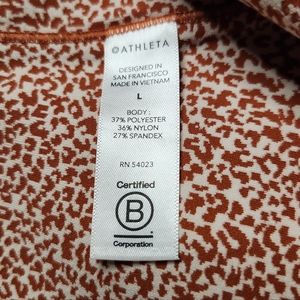 ATHLETA
DESIGNED IN
SAN FRANCISCO
MADE IN VIETNAM
L
BODY:
37% POLYESTER
36% NYLON
27% SPANDEX
RN 54023
Certified
B
Corporation